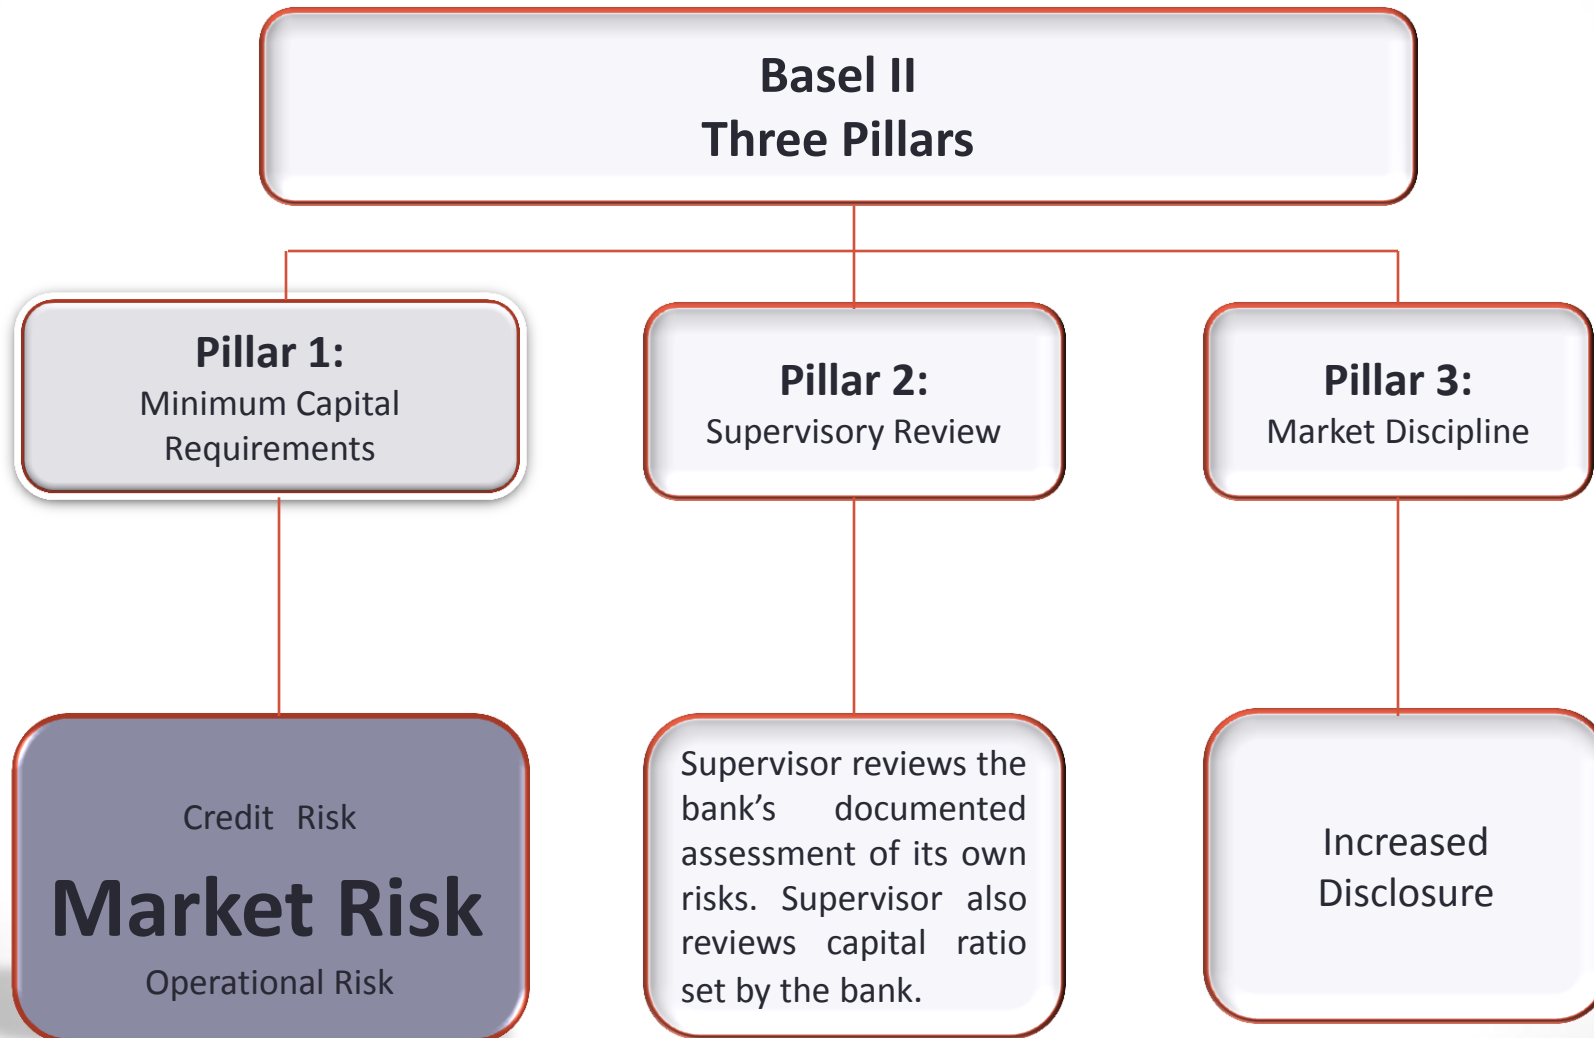 Basel II
Three Pillars
Pillar 1:
Minimum Capital
Requirements
Pillar 2:
Supervisory Review
Pillar 3:
Market Discipline
Credit Risk
Market Risk
Operational Risk
Supervisor reviews the
bank’s documented
assessment of its own
risks. Supervisor also
reviews capital ratio
set by the bank.
Increased
Disclosure